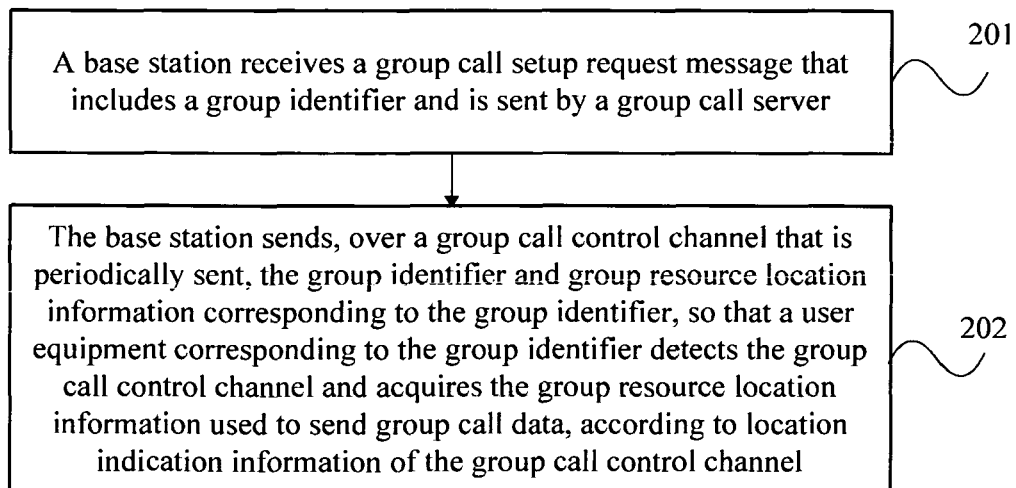 A base station receives a group call setup request message that
includes a group identifier and is sent by a group call server
201
The base station sends, over a group call control channel that is
periodically sent, the group identifier and group resource location
information corresponding to the group identifier, so that a user
equipment corresponding to the group identifier detects the group
call control channel and acquires the group resource location
information used to send group call data, according to location
indication information of the group call control channel
202